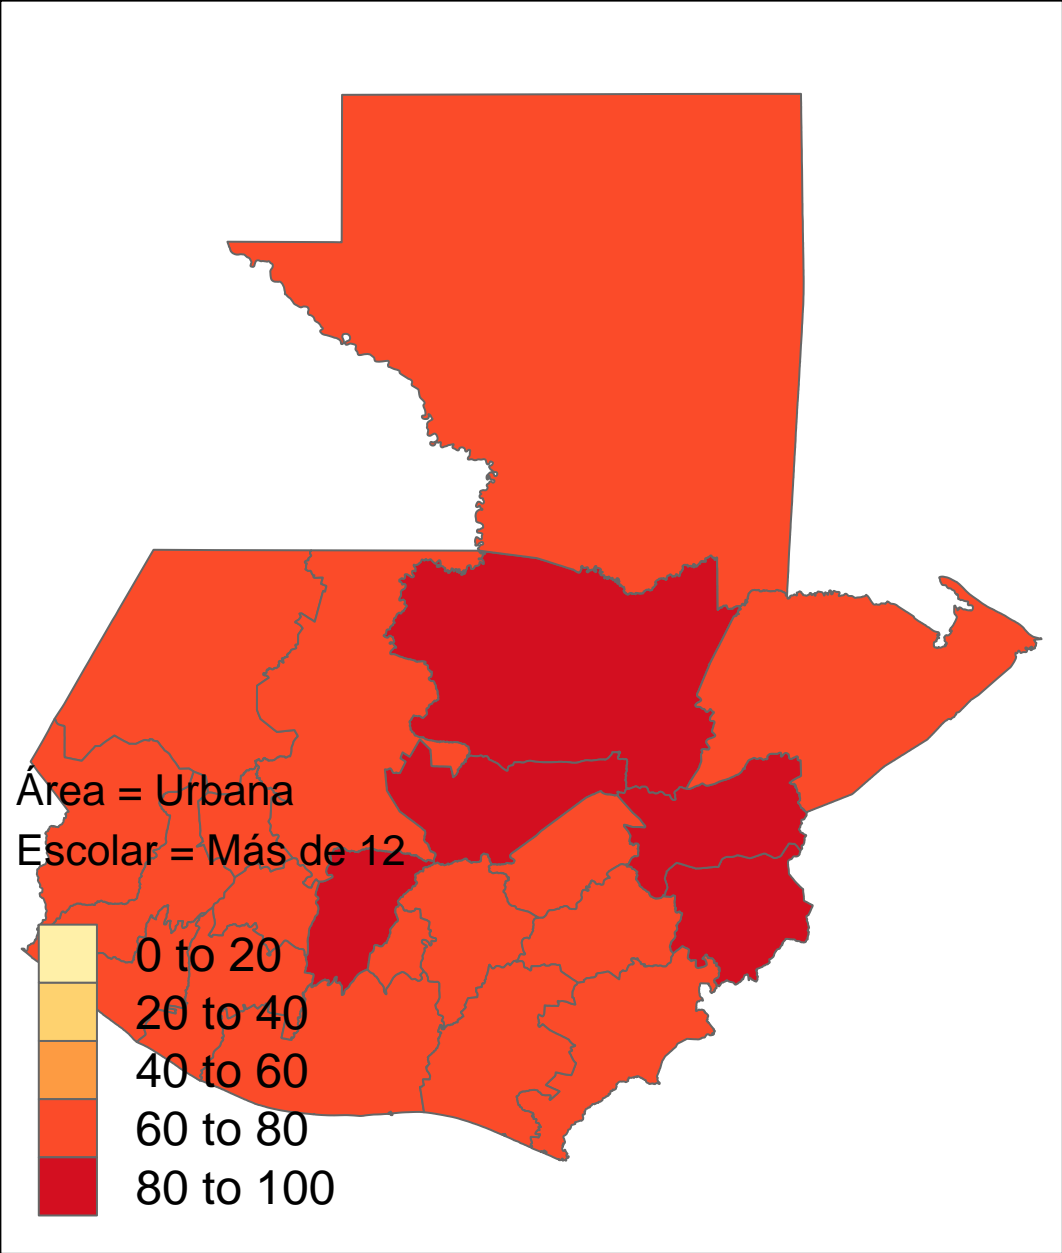 Área = Urbana
Escolar = Más de 12
0 to 20
20 to 40
40 to 60
60 to 80
80 to 100